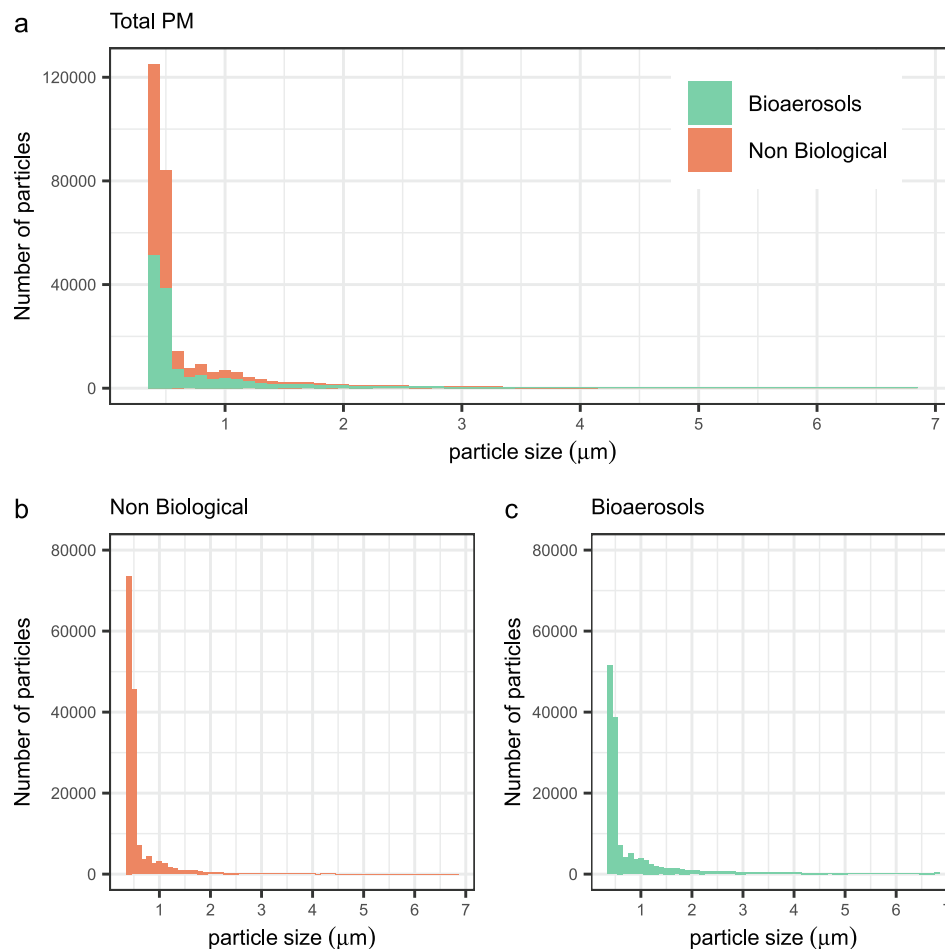 a
Total PM
120000
80000
40000
0
Number of particles
Bioaerosols
Non Biological
1 2 3 4 5 6 7
particle size (μm)
b
Non Biological
80000
60000
40000
20000
0
Number of particles
1 2 3 4 5 6 7
particle size (μm)
c
Bioaerosols
80000
60000
40000
20000
0
Number of particles
1 2 3 4 5 6
particle size (μm)